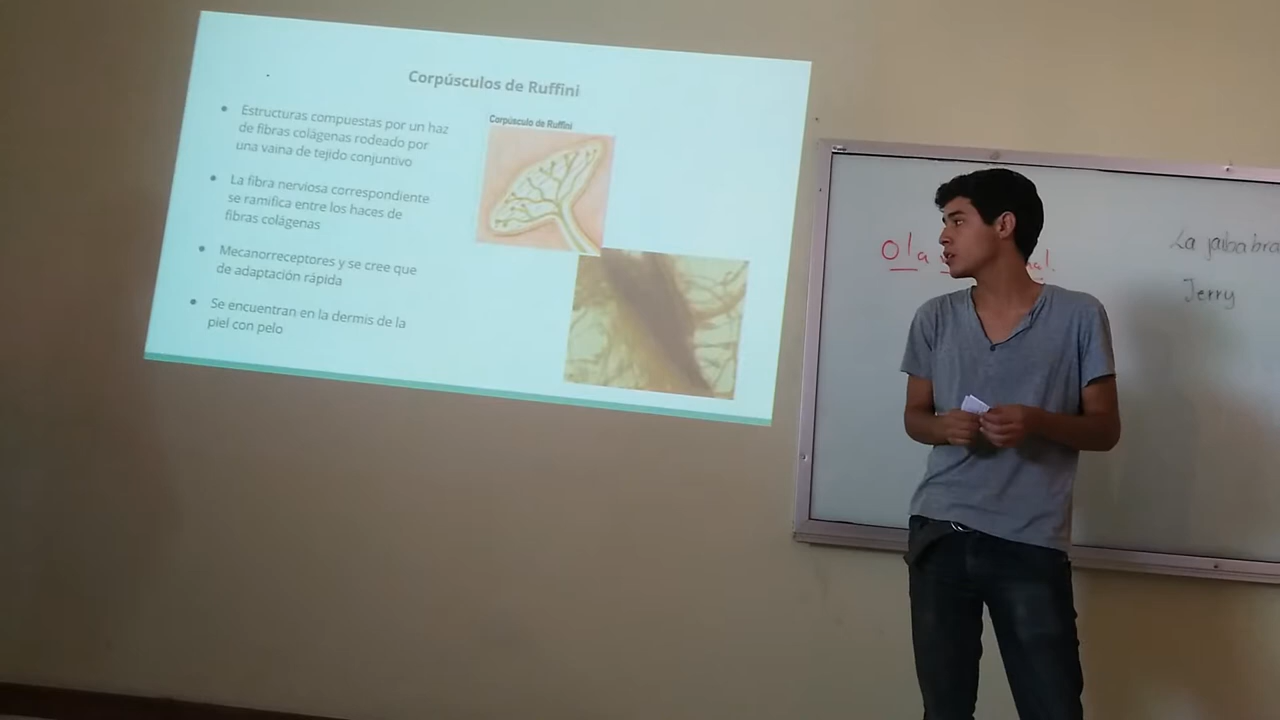 Corpúsculos de Ruffini
Estructuras compuestas por un haz
de fibras colágenas rodeado por
una vaina de tejido conjuntivo
La fibra nerviosa correspondiente
se ramifica entre los haces de
fibras colágenas
Mecanorreceptores y se cree que
de adaptación rápida
Se encuentran en la dermis de la
piel con pelo
Corpúsculo de Ruffini
O!a
La
Jerry